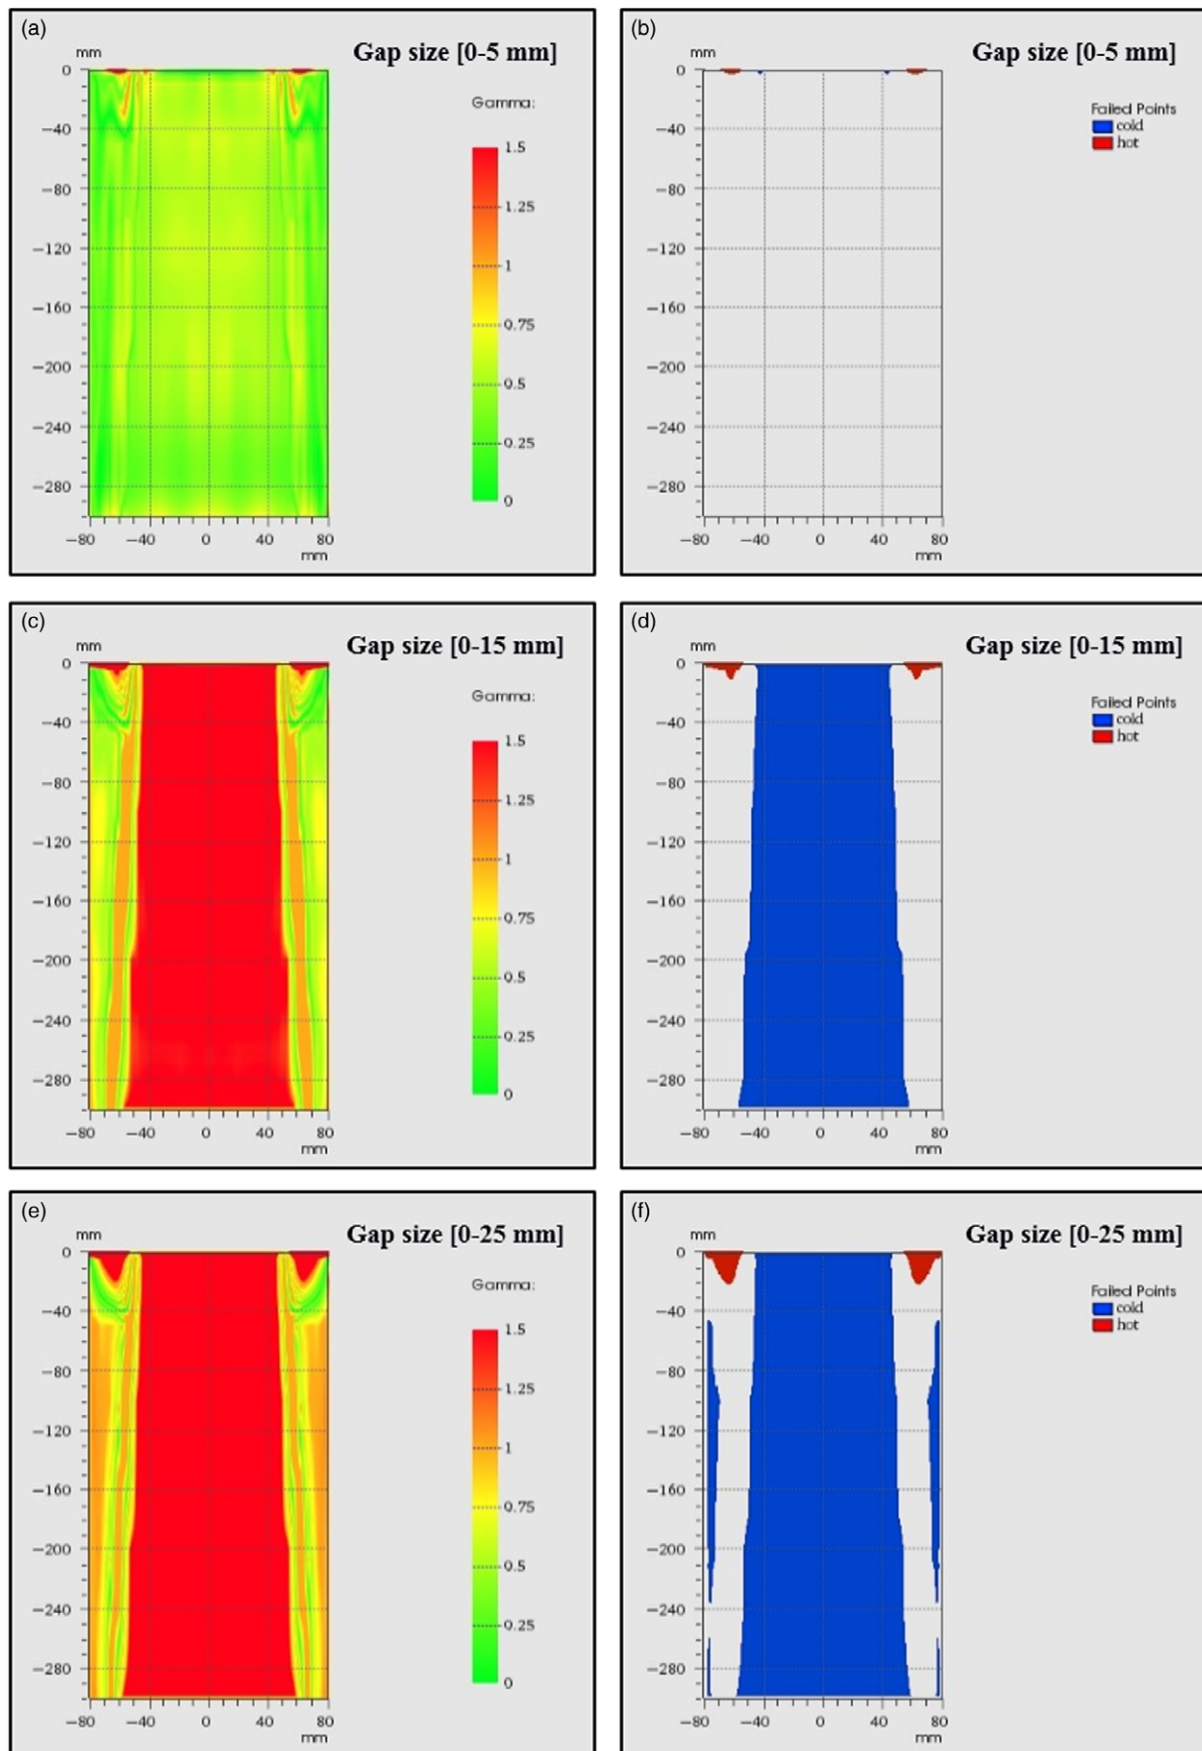 (a)
Gap size [0-5 mm]
mm
Gamma:
0
−40
−80
−120
−160
−200
−240
−280
1.5
1.25
1
0.75
0.5
0.25
0
−80 −40 0 40 80
mm
(b)
Gap size [0-5 mm]
mm
Failed Points
cold
hot
0
−40
−80
−120
−160
−200
−240
−280
−80 −40 0 40 80
mm
(c)
Gap size [0-15 mm]
mm
Gamma:
0
−40
−80
−120
−160
−200
−240
−280
1.5
1.25
1
0.75
0.5
0.25
0
−80 −40 0 40 80
mm
(d)
Gap size [0-15 mm]
mm
Failed Points
cold
hot
0
−40
−80
−120
−160
−200
−240
−280
−80 −40 0 40 80
mm
(e)
Gap size [0-25 mm]
mm
Gamma:
0
−40
−80
−120
−160
−200
−240
−280
1.5
1.25
1
0.75
0.5
0.25
0
−80 −40 0 40 80
mm
(f)
Gap size [0-25 mm]
mm
Failed Points
cold
hot
0
−40
−80
−120
−160
−200
−240
−280
−80 −40 0 40 80
mm